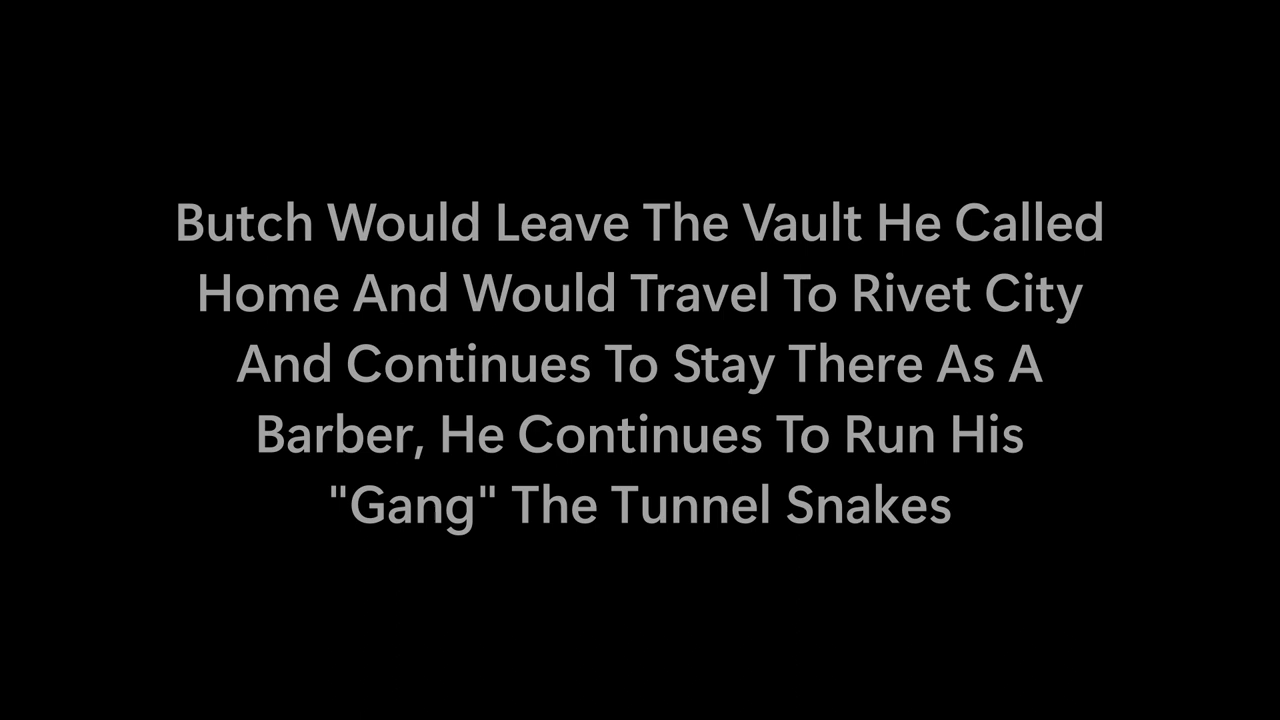 Butch Would Leave The Vault He Called
Home And Would Travel To Rivet City
And Continues To Stay There As A
Barber, He Continues To Run His
"Gang" The Tunnel Snakes